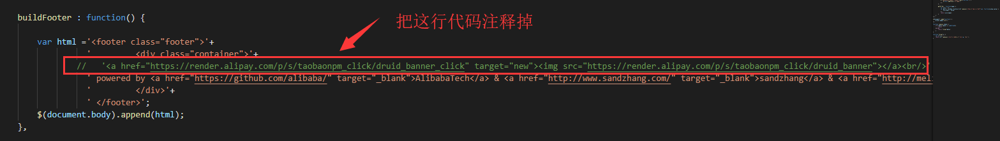 buildFooter : function() {
把这行代码注释掉
var html ='<footer class="footer">'+
' <div class="container">'+
// '<a href="https://render.alipay.com/p/s/taobaonpm_click/druid_banner_click" target="new"><img src="https://render.alipay.com/p/s/taobaonpm_click/druid_banner"></a><br/>'
' powered by <a href="https://github.com/alibaba/" target="_blank">AlibabaTech</a> & <a href="http://www.sandzhang.com/" target="_blank">sandzhang</a> & <a href="http://mel
' </div>'+
' </footer>';
$(document.body).append(html);
},